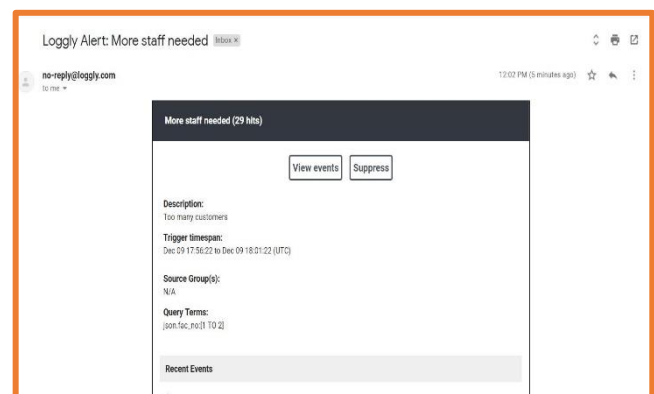 Loggly Alert: More staff needed Inbox ×
no-reply@loggly.com 12:02 PM (5 minutes ago)
to me
More staff needed (29 hits)
View events Suppress
Description:
Too many customers
Trigger timespan:
Dec 09 17:56:22 to Dec 09 18:01:22 (UTC)
Source Group(s):
N/A
Query Terms:
json.fac_no:[1 TO 2]
Recent Events